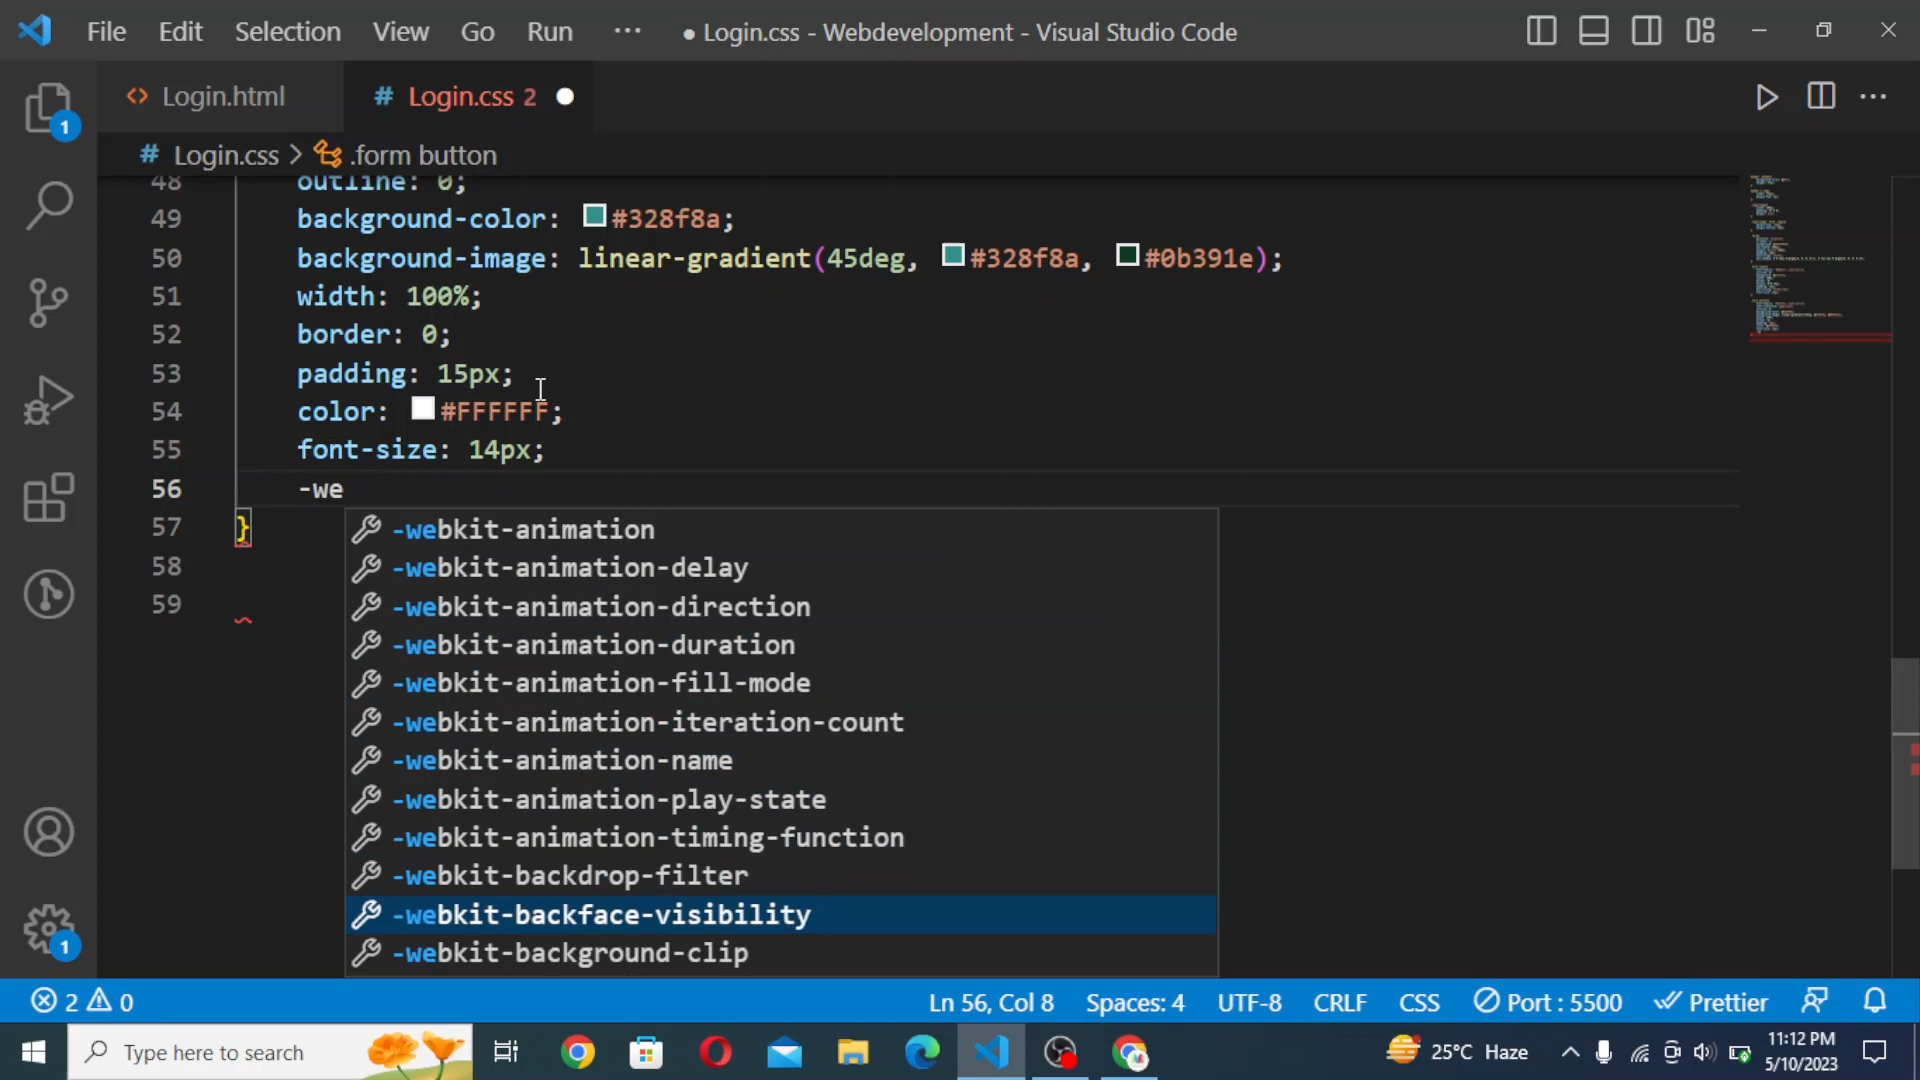 File Edit Selection View Go Run ··· ● Login.css - Webdevelopment - Visual Studio Code
<> Login.html # Login.css 2
# Login.css > .form button
48 outline: 0;
49 background-color: #328f8a;
50 background-image: linear-gradient(45deg, #328f8a, #0b391e);
51 width: 100%;
52 border: 0;
53 padding: 15px;
54 color: #FFFFFF;
55 font-size: 14px;
56 -we
57 }
-webkit-animation
58 -webkit-animation-delay
59 -webkit-animation-direction
-webkit-animation-duration
-webkit-animation-fill-mode
-webkit-animation-iteration-count
-webkit-animation-name
-webkit-animation-play-state
-webkit-animation-timing-function
-webkit-backdrop-filter
-webkit-backface-visibility
-webkit-background-clip
1
1
2 0 Ln 56, Col 8 Spaces: 4 UTF-8 CRLF CSS Port : 5500 Prettier
Type here to search 25°C Haze 11:12 PM
5/10/2023